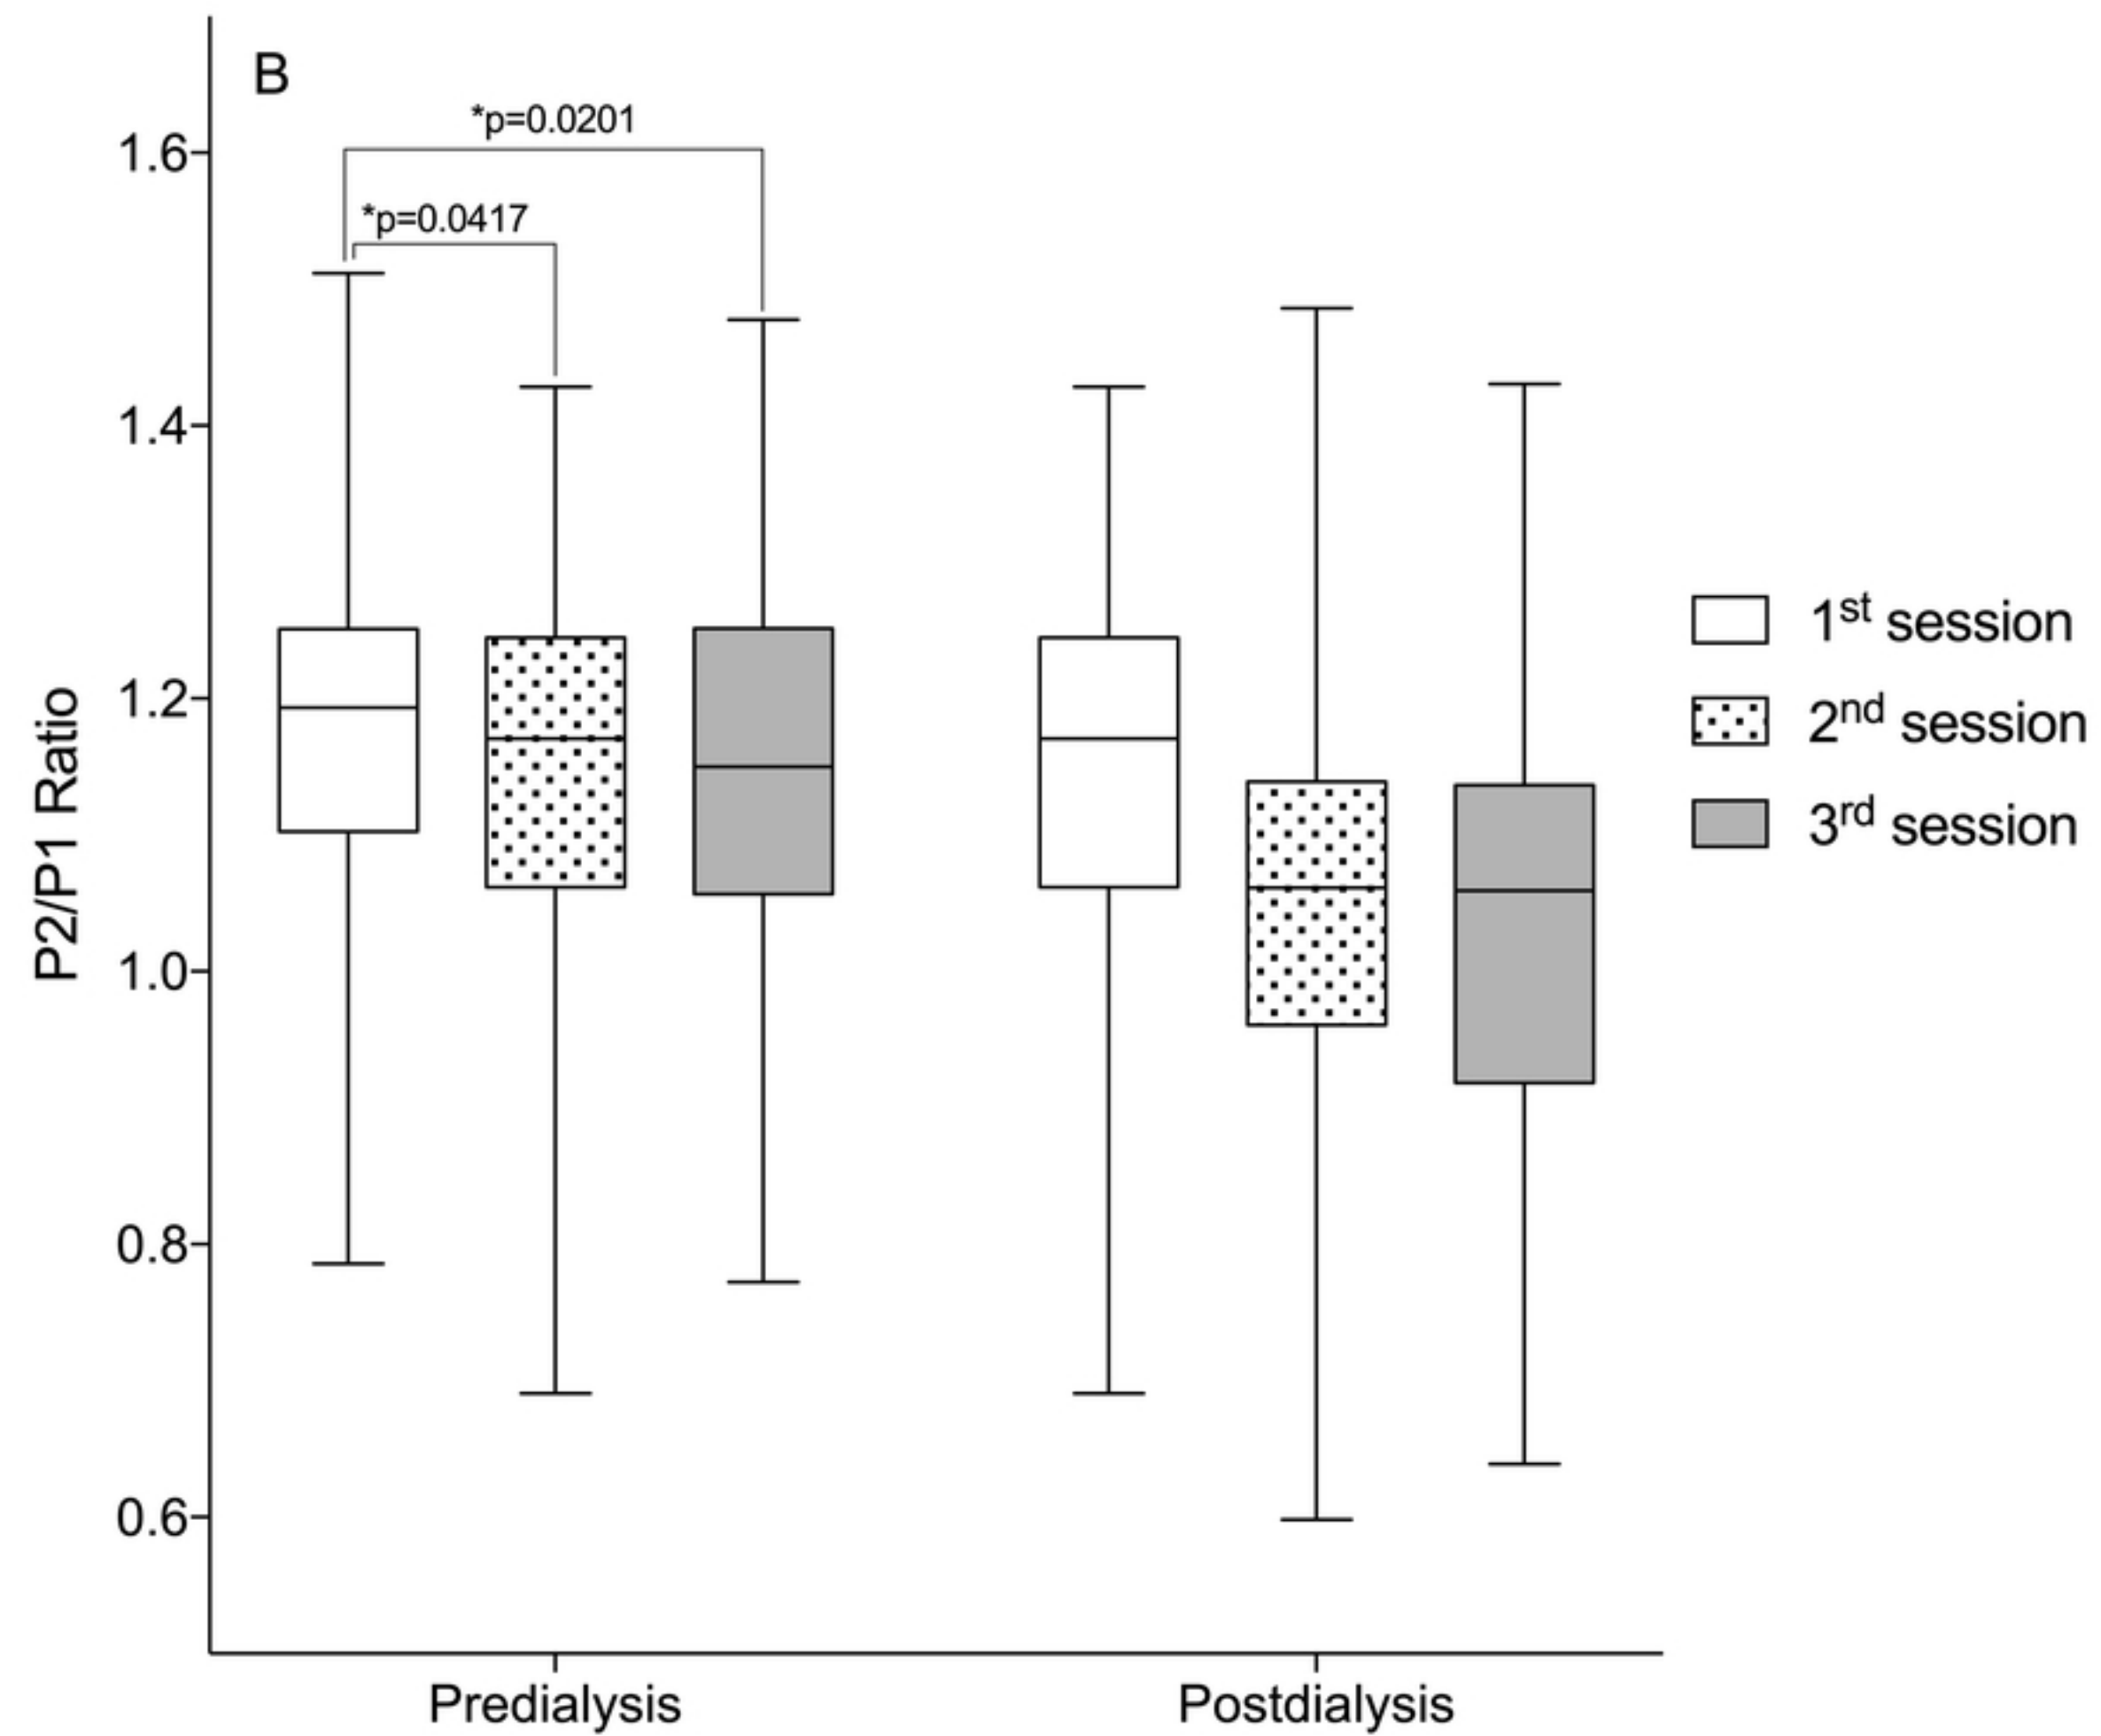 B
*p=0.0201
*p=0.0417
1.6
1.4
1.2
1.0
0.8
0.6
P2/P1 Ratio
Predialysis
Postdialysis
1st session
2nd session
3rd session